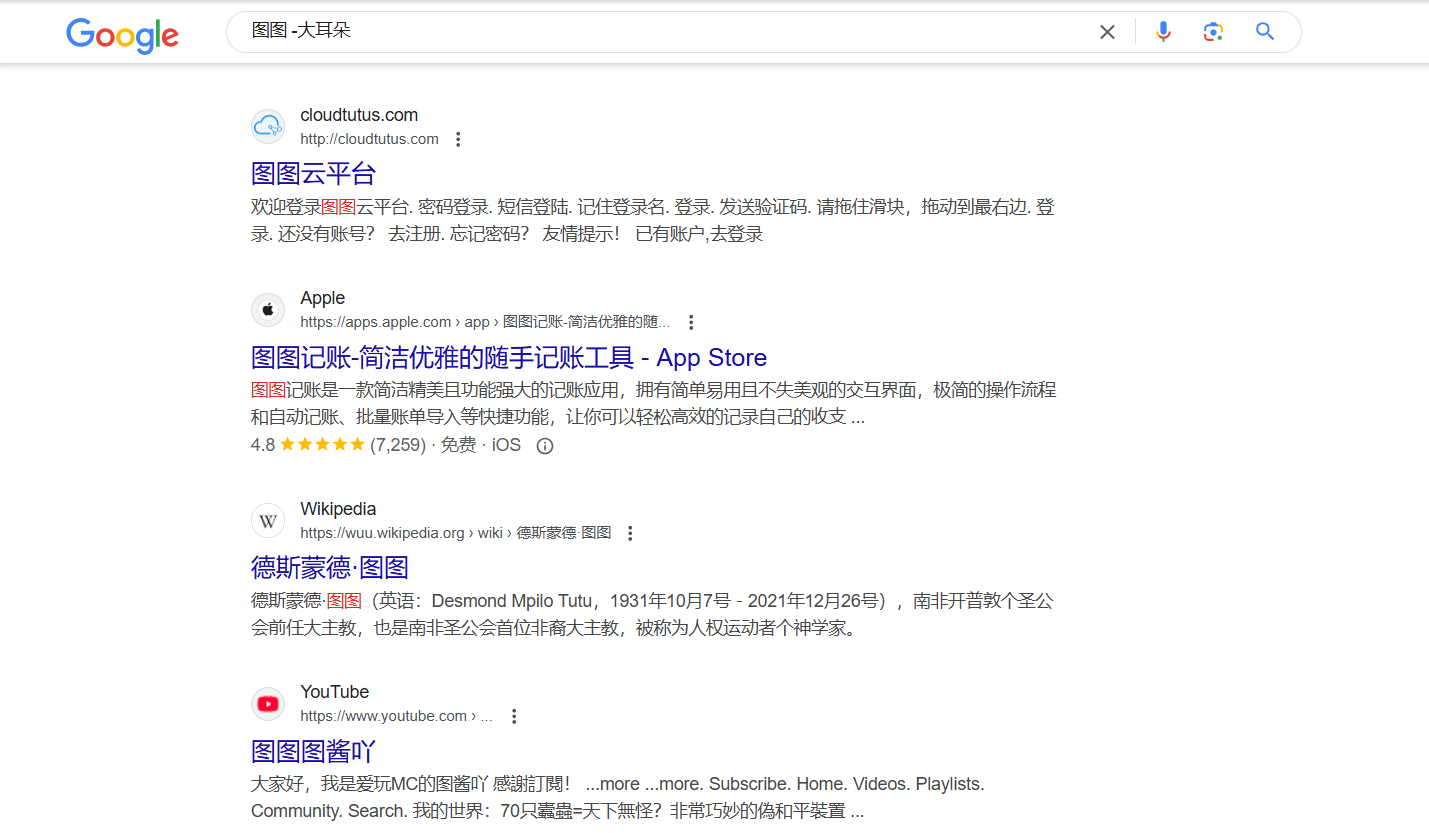 Google
图图 -大耳朵
cloudtutus.com
http://cloudtutus.com
图图云平台
欢迎登录图图云平台. 密码登录. 短信登陆. 记住登录名. 登录. 发送验证码. 请拖住滑块，拖动到最右边. 登
录. 还没有账号？ 去注册. 忘记密码？ 友情提示！ 已有账户,去登录
Apple
https://apps.apple.com › app › 图图记账-简洁优雅的随...
图图记账-简洁优雅的随手记账工具 - App Store
图图记账是一款简洁精美且功能强大的记账应用，拥有简单易用且不失美观的交互界面，极简的操作流程
和自动记账、批量账单导入等快捷功能，让你可以轻松高效的记录自己的收支 ...
4.8 ★★★★★ (7,259) · 免费 · iOS
W
Wikipedia
https://wuu.wikipedia.org › wiki › 德斯蒙德·图图
德斯蒙德·图图
德斯蒙德·图图（英语：Desmond Mpilo Tutu，1931年10月7号－2021年12月26号），南非开普敦个圣公
会前任大主教，也是南非圣公会首位非裔大主教，被称为人权运动者个神学家。
YouTube
https://www.youtube.com › ...
图图图酱吖
大家好，我是爱玩MC的图酱吖 感謝訂閱！ ...more ...more. Subscribe. Home. Videos. Playlists.
Community. Search. 我的世界：70只蠹蟲=天下無怪？非常巧妙的偽和平裝置 ...